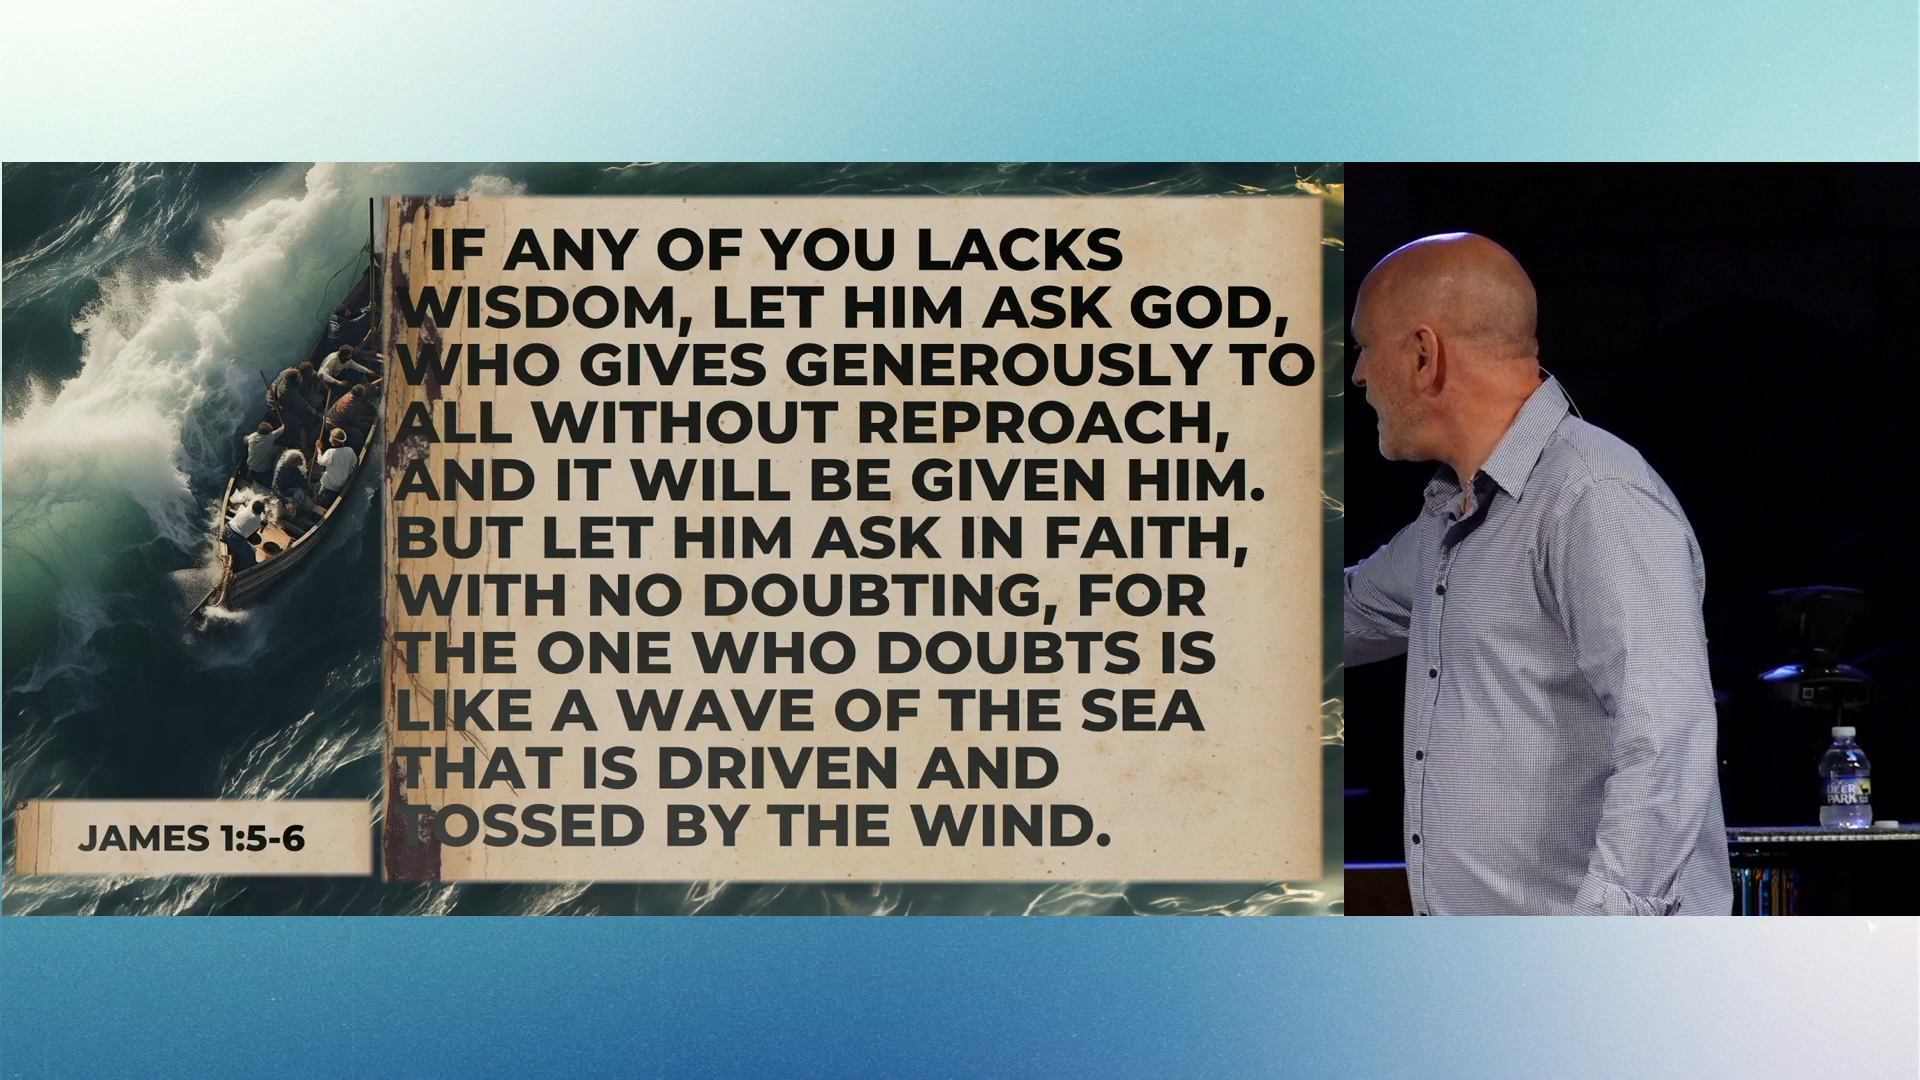 IF ANY OF YOU LACKS
WISDOM, LET HIM ASK GOD,
WHO GIVES GENEROUSLY TO
ALL WITHOUT REPROACH,
AND IT WILL BE GIVEN HIM.
BUT LET HIM ASK IN FAITH,
WITH NO DOUBTING, FOR
THE ONE WHO DOUBTS IS
LIKE A WAVE OF THE SEA
THAT IS DRIVEN AND
TOSSED BY THE WIND.
JAMES 1:5-6
DEER
PARK